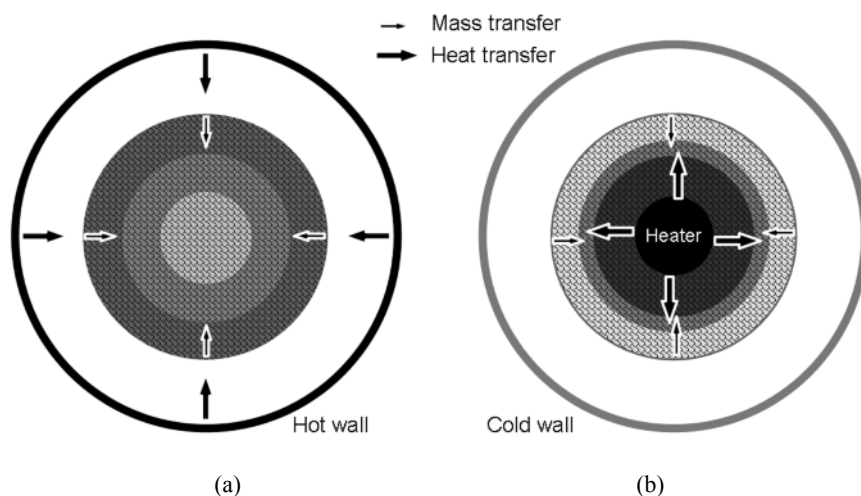 Mass transfer
Heat transfer
Heater
Hot wall
Cold wall
(a)
(b)